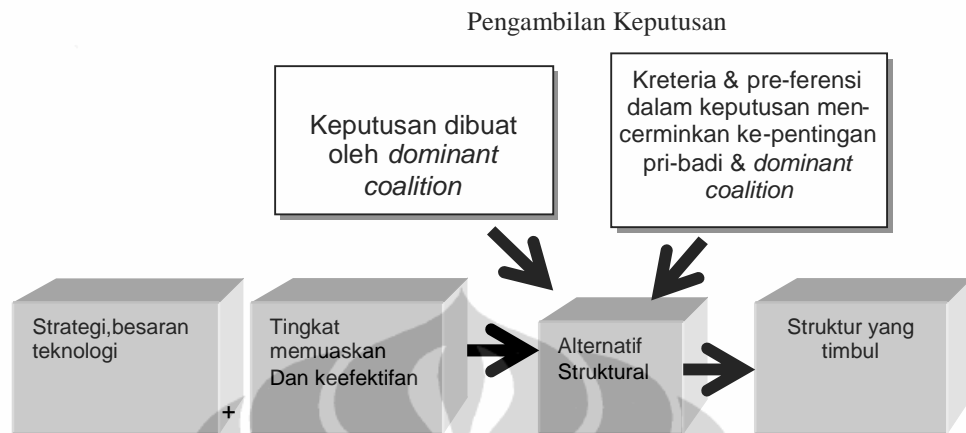 Pengambilan Keputusan
Keputusan dibuat
oleh dominant
coalition
Kreteria & pre-ferensi
dalam keputusan men-
cerminkan ke-pentingan
pri-badi & dominant
coalition
Strategi,besaran
teknologi
+
Tingkat
memuaskan
Dan keefektifan
Alternatif
Struktural
Struktur yang
timbul